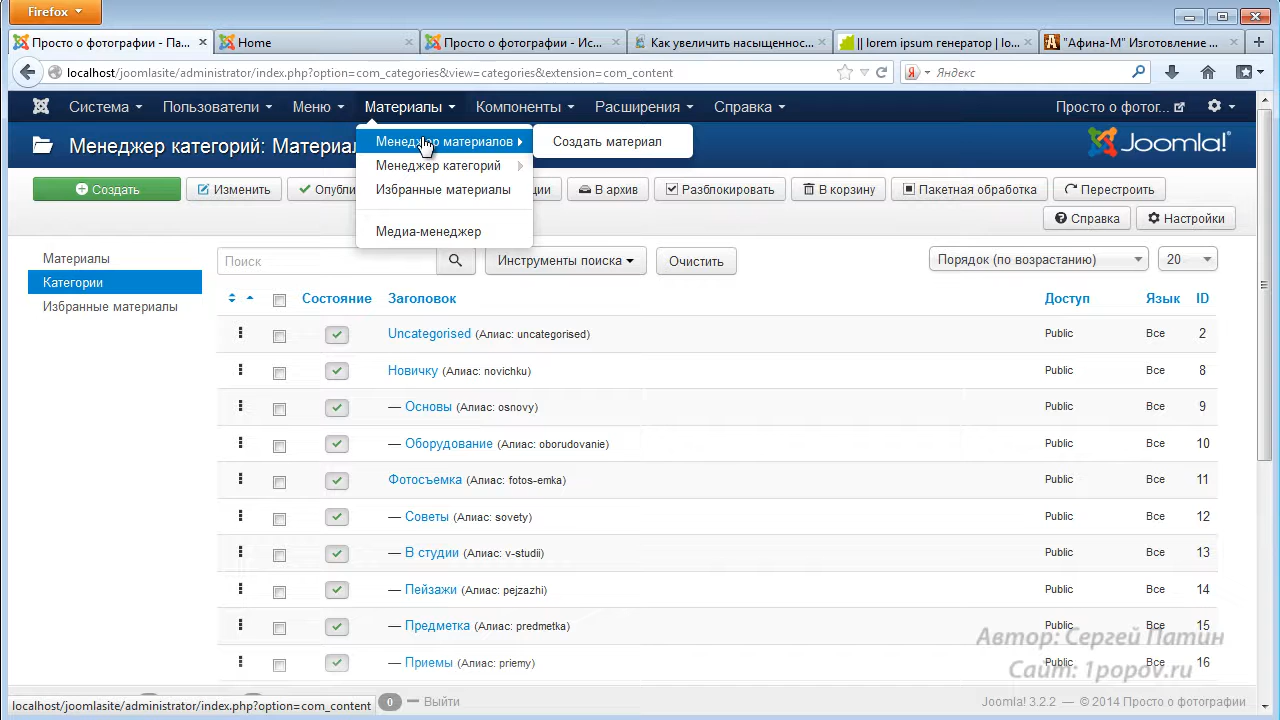 Firefox
Просто о фотографии - Па...
Home
Просто о фотографии - Ис...
Как увеличить насыщеннос...
|| lorem ipsum генератор | lo...
"Афина-М" Изготовление ...
localhost/joomlasite/administrator/index.php?option=com_categories&view=categories&extension=com_content
Яндекс
Система Пользователи Меню Материалы Компоненты Расширения Справка Просто о фотог...
Менеджер категорий: Материал
Joomla!
Менеджер материалов
Создать материал
Менеджер категорий
Избранные материалы
Медиа-менеджер
Создать Изменить Опубли ции В архив Разблокировать В корзину Пакетная обработка Перестроить
Справка Настройки
Материалы
Категории
Избранные материалы
Поиск Инструменты поиска Очистить Порядок (по возрастанию) 20
Состояние Заголовок Доступ Язык ID
Uncategorised (Алиас: uncategorised) Public Все 2
Новичку (Алиас: novichku) Public Все 8
— Основы (Алиас: osnovy) Public Все 9
— Оборудование (Алиас: oborudovanie) Public Все 10
Фотосъемка (Алиас: fotos-emka) Public Все 11
— Советы (Алиас: sovety) Public Все 12
— В студии (Алиас: v-studii) Public Все 13
— Пейзажи (Алиас: pejzazhi) Public Все 14
— Предметка (Алиас: predmetka) Public Все 15
— Приемы (Алиас: priemy) Public Все 16
Автор: Сергей Патин
Сайт: 1popov.ru
localhost/joomlasite/administrator/index.php?option=com_content
0 — Выйти
Joomla! 3.2.2 — © 2014 Просто о фотографии